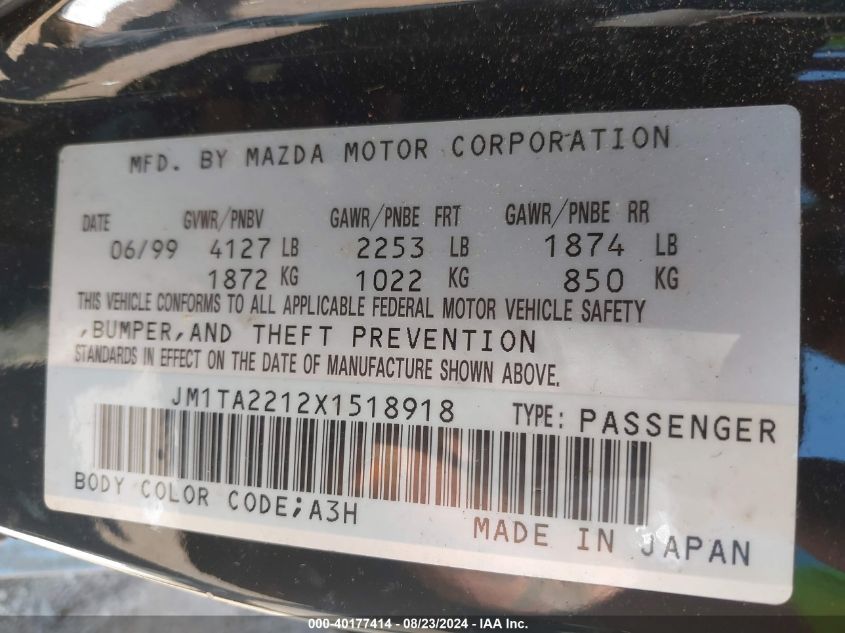 MFD. BY MAZDA MOTOR CORPORATION
DATE GVWR/PNBV GAWR/PNBE FRT GAWR/PNBE RR
06/99 4127 LB 2253 LB 1874 LB
1872 KG 1022 KG 850 KG
THIS VEHICLE CONFORMS TO ALL APPLICABLE FEDERAL MOTOR VEHICLE SAFETY
,BUMPER,AND THEFT PREVENTION
STANDARDS IN EFFECT ON THE DATE OF MANUFACTURE SHOWN ABOVE.
JM1TA2212X1518918 TYPE: PASSENGER
BODY COLOR CODE;A3H
MADE IN JAPAN
000-40177414 - 08/23/2024 - IAA Inc.